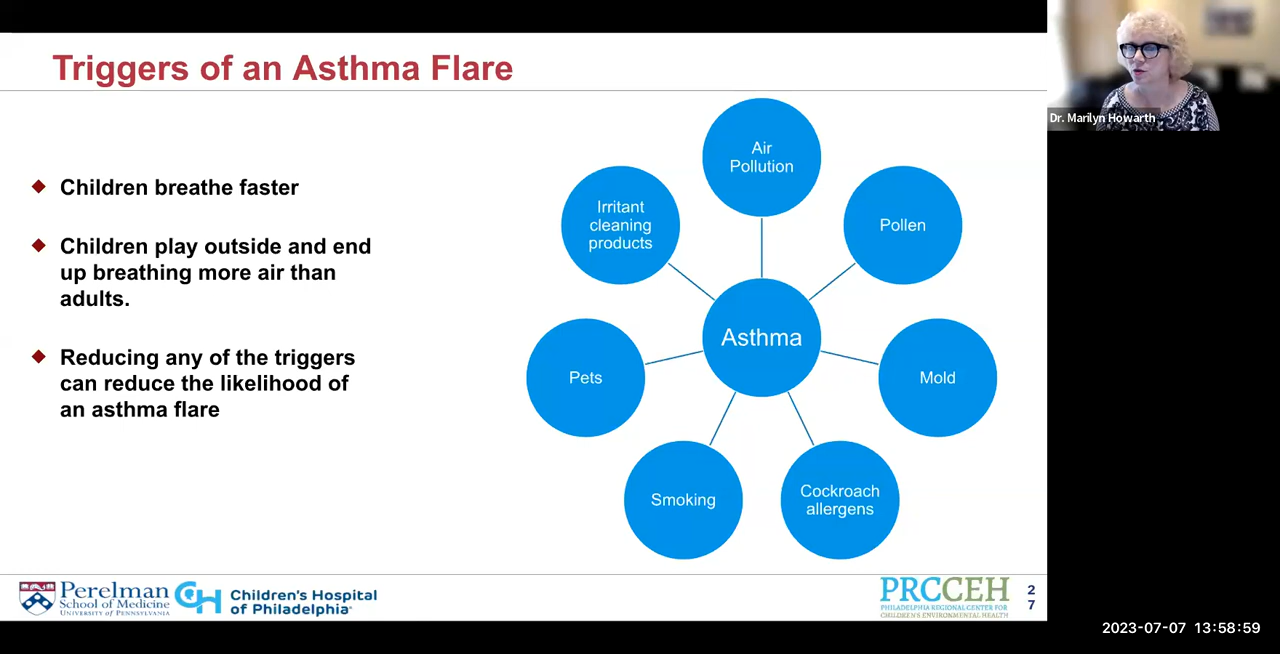 Triggers of an Asthma Flare
Dr. Marilyn Howarth
Children breathe faster
Children play outside and end
up breathing more air than
adults.
Reducing any of the triggers
can reduce the likelihood of
an asthma flare
Air
Pollution
Pollen
Mold
Cockroach
allergens
Smoking
Pets
Irritant
cleaning
products
Asthma
Perelman
School of Medicine
University of Pennsylvania
CH
Children's Hospital
of Philadelphia
PRCCEH
PHILADELPHIA REGIONAL CENTER FOR
CHILDREN'S ENVIRONMENTAL HEALTH
2
7
2023-07-07 13:58:59